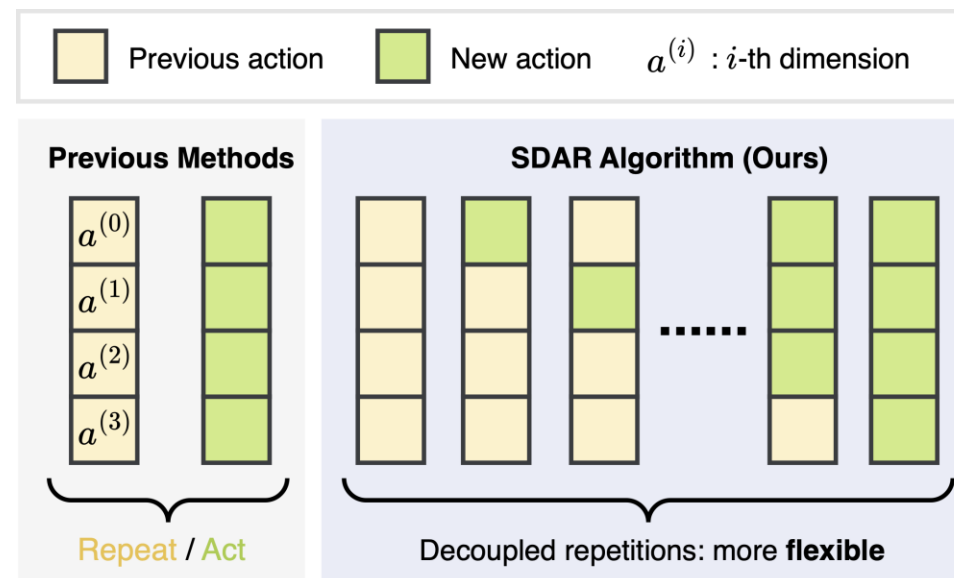 Previous action New action a^{(i)} : i-th dimension
Previous Methods
a^{(0)}
a^{(1)}
a^{(2)}
a^{(3)}
Repeat / Act
SDAR Algorithm (Ours)
......
Decoupled repetitions: more flexible